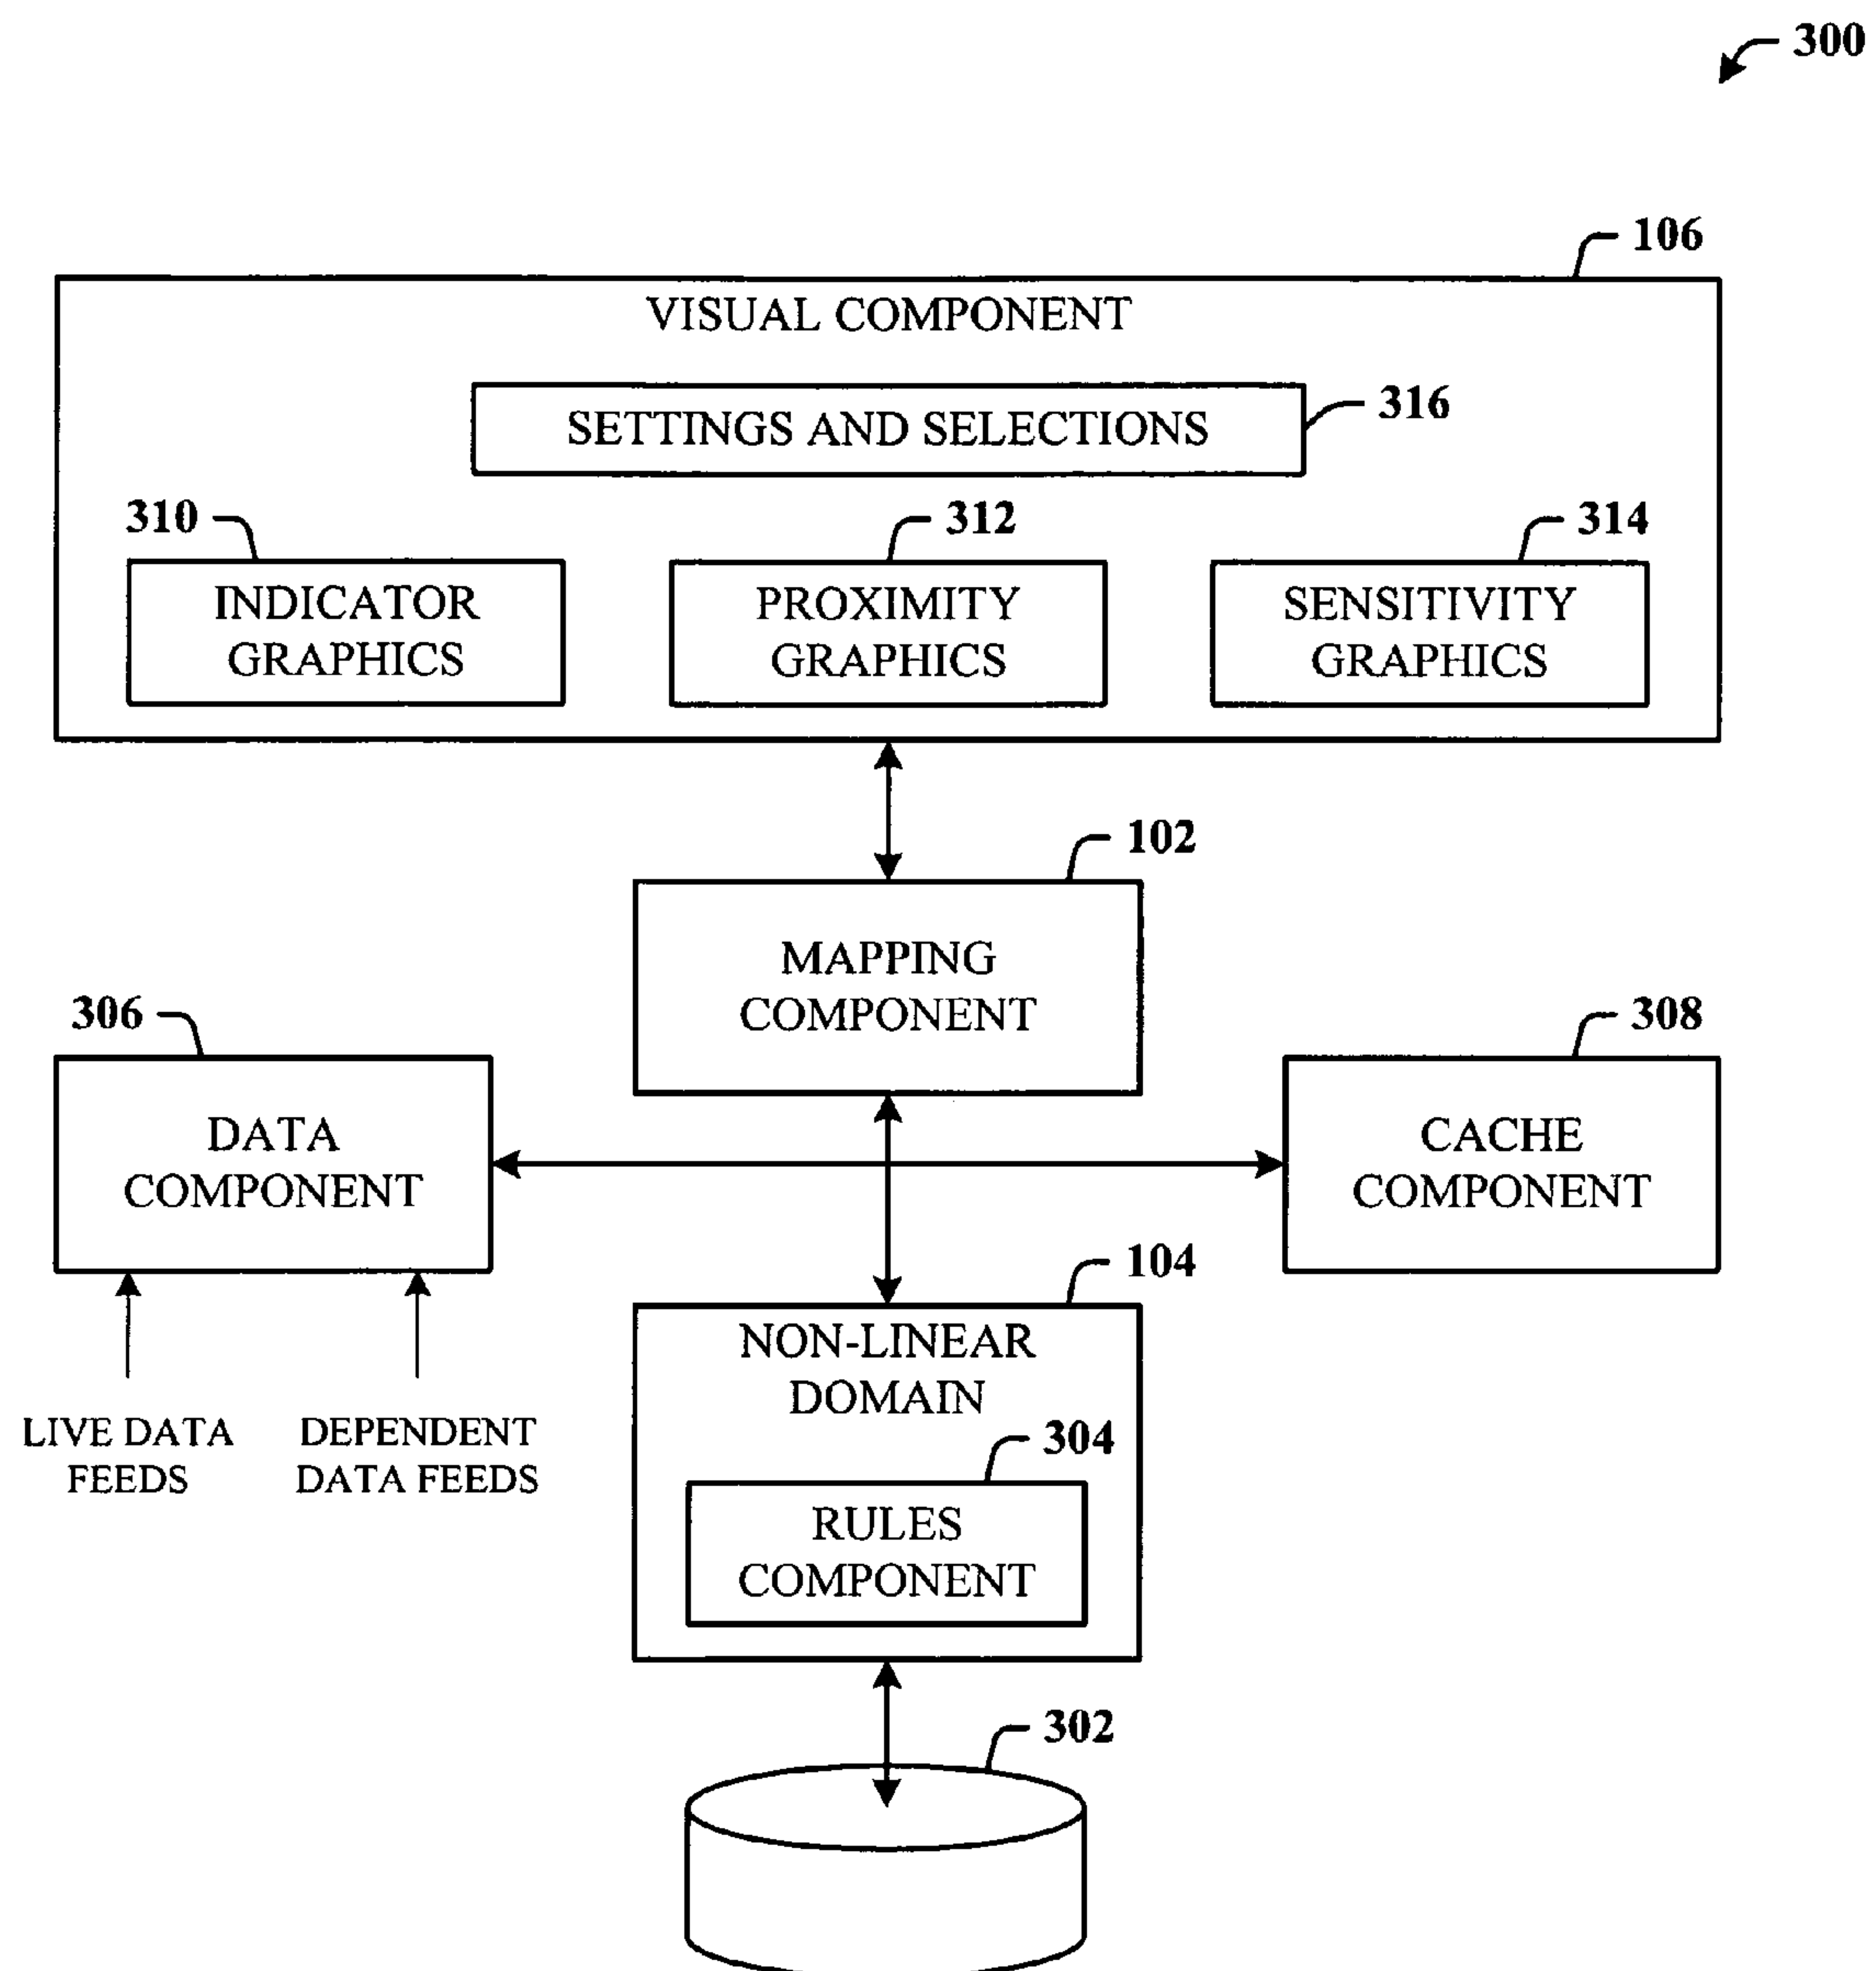 300
106
VISUAL COMPONENT
SETTINGS AND SELECTIONS
316
310
312
314
INDICATOR
GRAPHICS
PROXIMITY
GRAPHICS
SENSITIVITY
GRAPHICS
102
MAPPING
COMPONENT
306
308
DATA
COMPONENT
CACHE
COMPONENT
104
NON-LINEAR
DOMAIN
LIVE DATA
FEEDS
DEPENDENT
DATA FEEDS
304
RULES
COMPONENT
302